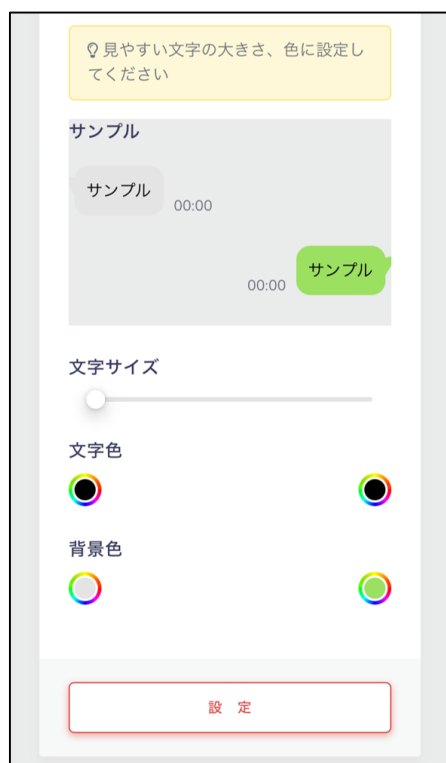 見やすい文字の大きさ、色に設定し
てください
サンプル
サンプル
00:00
サンプル
00:00
文字サイズ
文字色
背景色
設 定